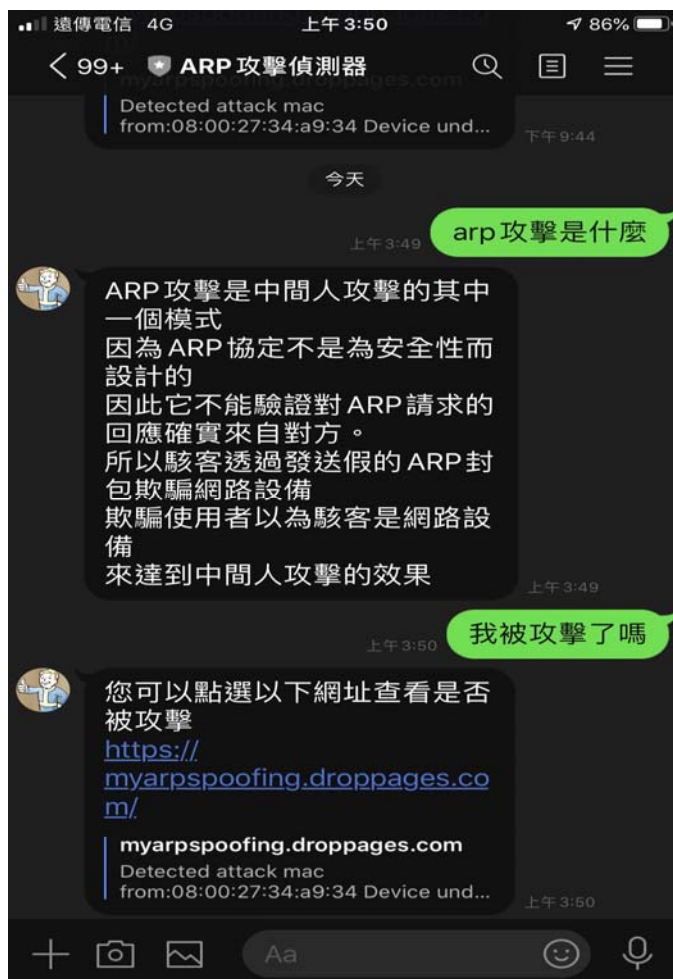 遠傳電信 4G 上午3:50 86%
99+ ARP攻擊偵測器
myarpspoofing.droppages.com
Detected attack mac
from:08:00:27:34:a9:34 Device und...
下午9:44
今天
上午3:49 arp攻擊是什麼
ARP攻擊是中間人攻擊的其中
一個模式
因為ARP協定不是為安全性而
設計的
因此它不能驗證對ARP請求的
回應確實來自對方。
所以駭客透過發送假的ARP封
包欺騙網路設備
欺騙使用者以為駭客是網路設
備
來達到中間人攻擊的效果
上午3:49
上午3:50 我被攻擊了嗎
您可以點選以下網址查看是否
被攻擊
https://
myarpspoofing.droppages.co
m/
myarpspoofing.droppages.com
Detected attack mac
from:08:00:27:34:a9:34 Device und...
上午3:50
Aa